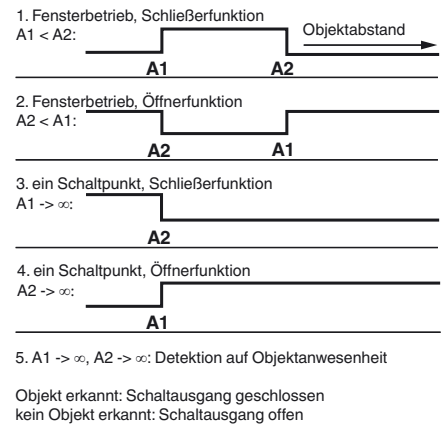 1. Fensterbetrieb, Schließerfunktion
A1 < A2:
Objektabstand
A1 A2
2. Fensterbetrieb, Öffnerfunktion
A2 < A1:
A2 A1
3. ein Schaltpunkt, Schließerfunktion
A1 -> ∞:
A2
4. ein Schaltpunkt, Öffnerfunktion
A2 -> ∞:
A1
5. A1 -> ∞, A2 -> ∞: Detektion auf Objektanwesenheit
Objekt erkannt: Schaltausgang geschlossen
kein Objekt erkannt: Schaltausgang offen